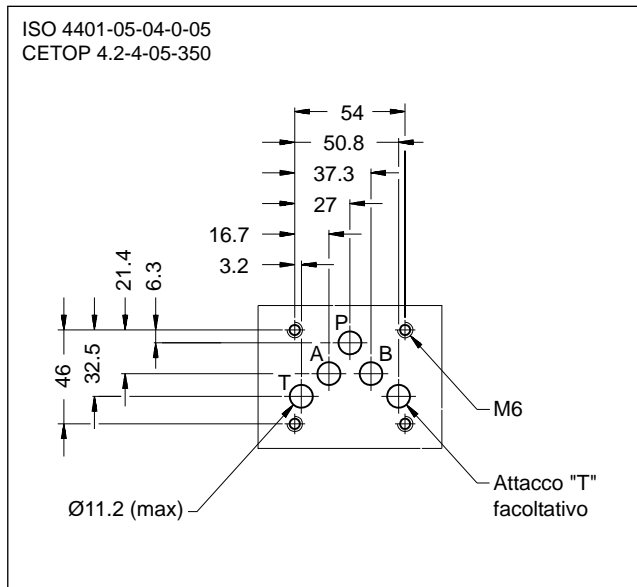 ISO 4401-05-04-0-05
CETOP 4.2-4-05-350
54
50.8
37.3
27
16.7
3.2
21.4
6.3
46
32.5
P
A
B
T
M6
Ø11.2 (max)
Attacco "T"
facoltativo